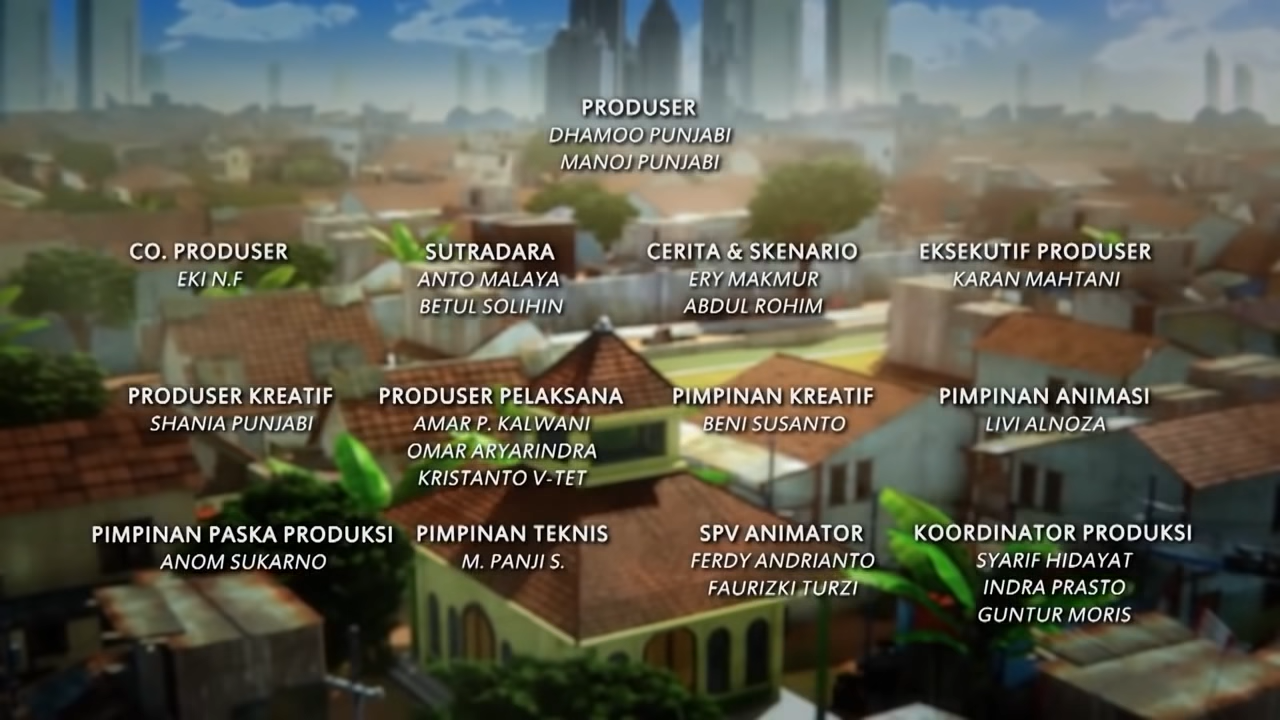 PRODUSER
DHAMOO PUNJABI
MANOJ PUNJABI
CO. PRODUSER
EKI N.F
SUTRADARA
ANTO MALAYA
BETUL SOLIHIN
CERITA & SKENARIO
ERY MAKMUR
ABDUL ROHIM
EKSEKUTIF PRODUSER
KARAN MAHTANI
PRODUSER KREATIF
SHANIA PUNJABI
PRODUSER PELAKSANA
AMAR P. KALWANI
OMAR ARYARINDRA
KRISTANTO V-TET
PIMPINAN KREATIF
BENI SUSANTO
PIMPINAN ANIMASI
LIVI ALNOZA
PIMPINAN PASKA PRODUKSI
ANOM SUKARNO
PIMPINAN TEKNIS
M. PANJI S.
SPV ANIMATOR
FERDY ANDRIANTO
FAURIZKI TURZI
KOORDINATOR PRODUKSI
SYARIF HIDAYAT
INDRA PRASTO
GUNTUR MORIS